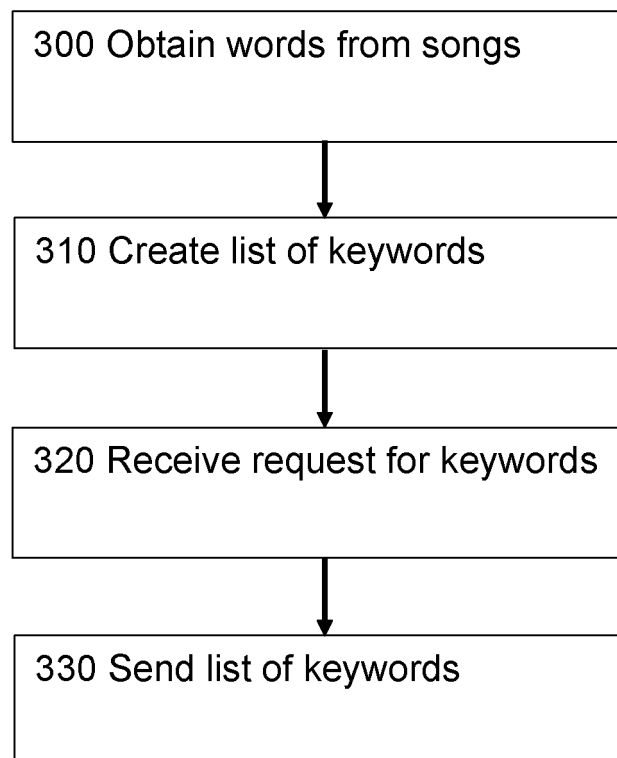 300 Obtain words from songs
310 Create list of keywords
320 Receive request for keywords
330 Send list of keywords